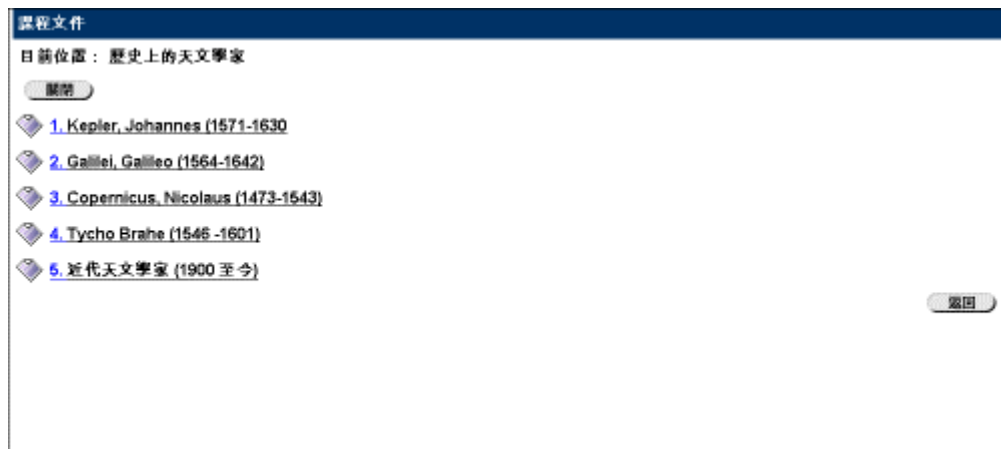 課程文件
目前位置： 歷史上的天文學家
關閉
1. Kepler, Johannes (1571-1630
2. Galilei, Galileo (1564-1642)
3. Copernicus, Nicolaus (1473-1543)
4. Tycho Brahe (1546 -1601)
5. 近代天文學家 (1900 至今)
返回